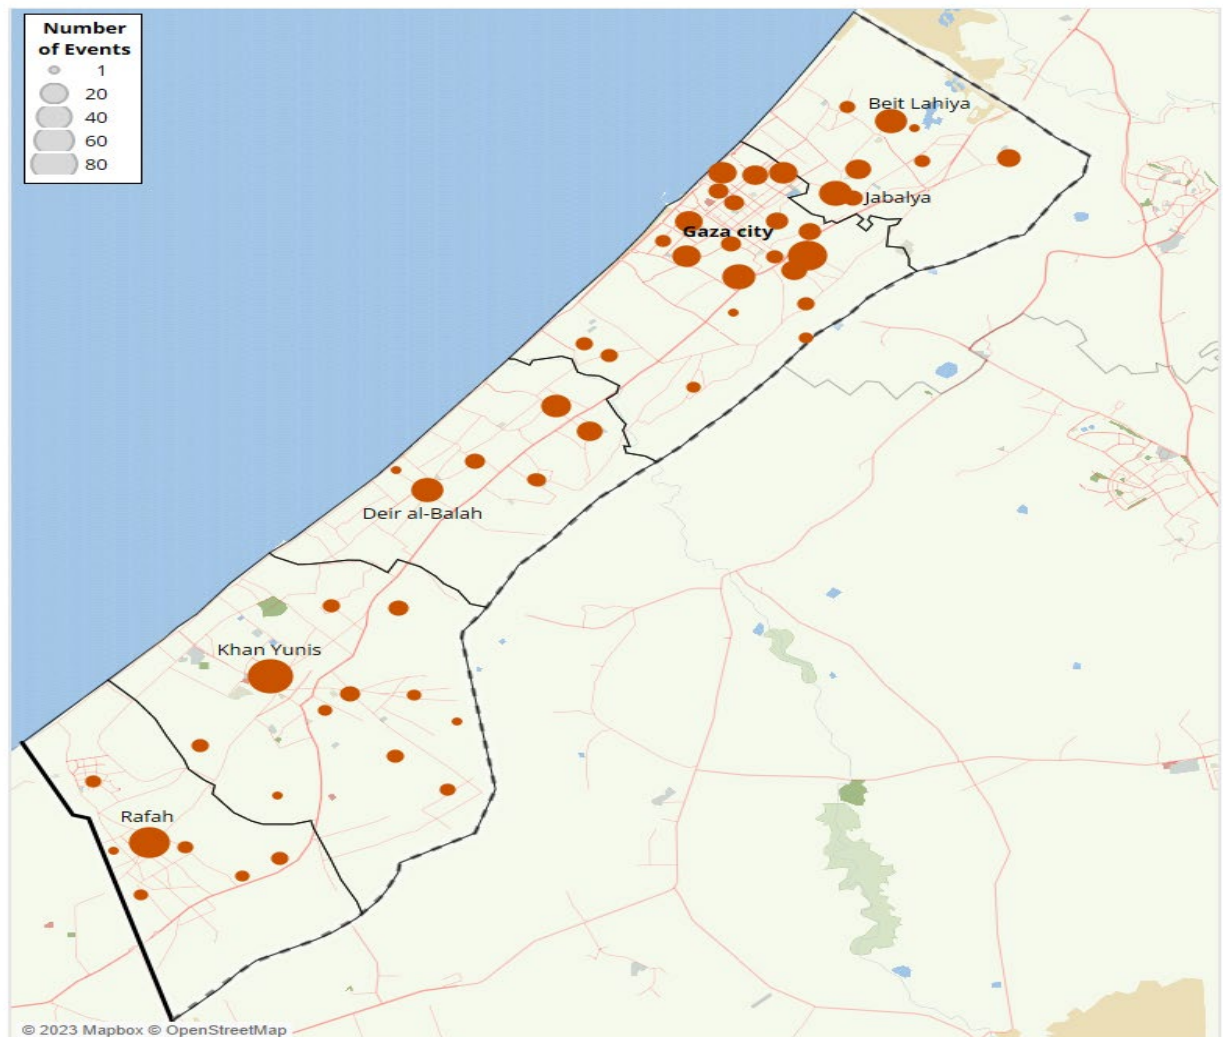 Number
of Events
1
20
40
60
80
Beit Lahiya
Jabalya
Gaza city
Deir al-Balah
Khan Yunis
Rafah
© 2023 Mapbox © OpenStreetMap